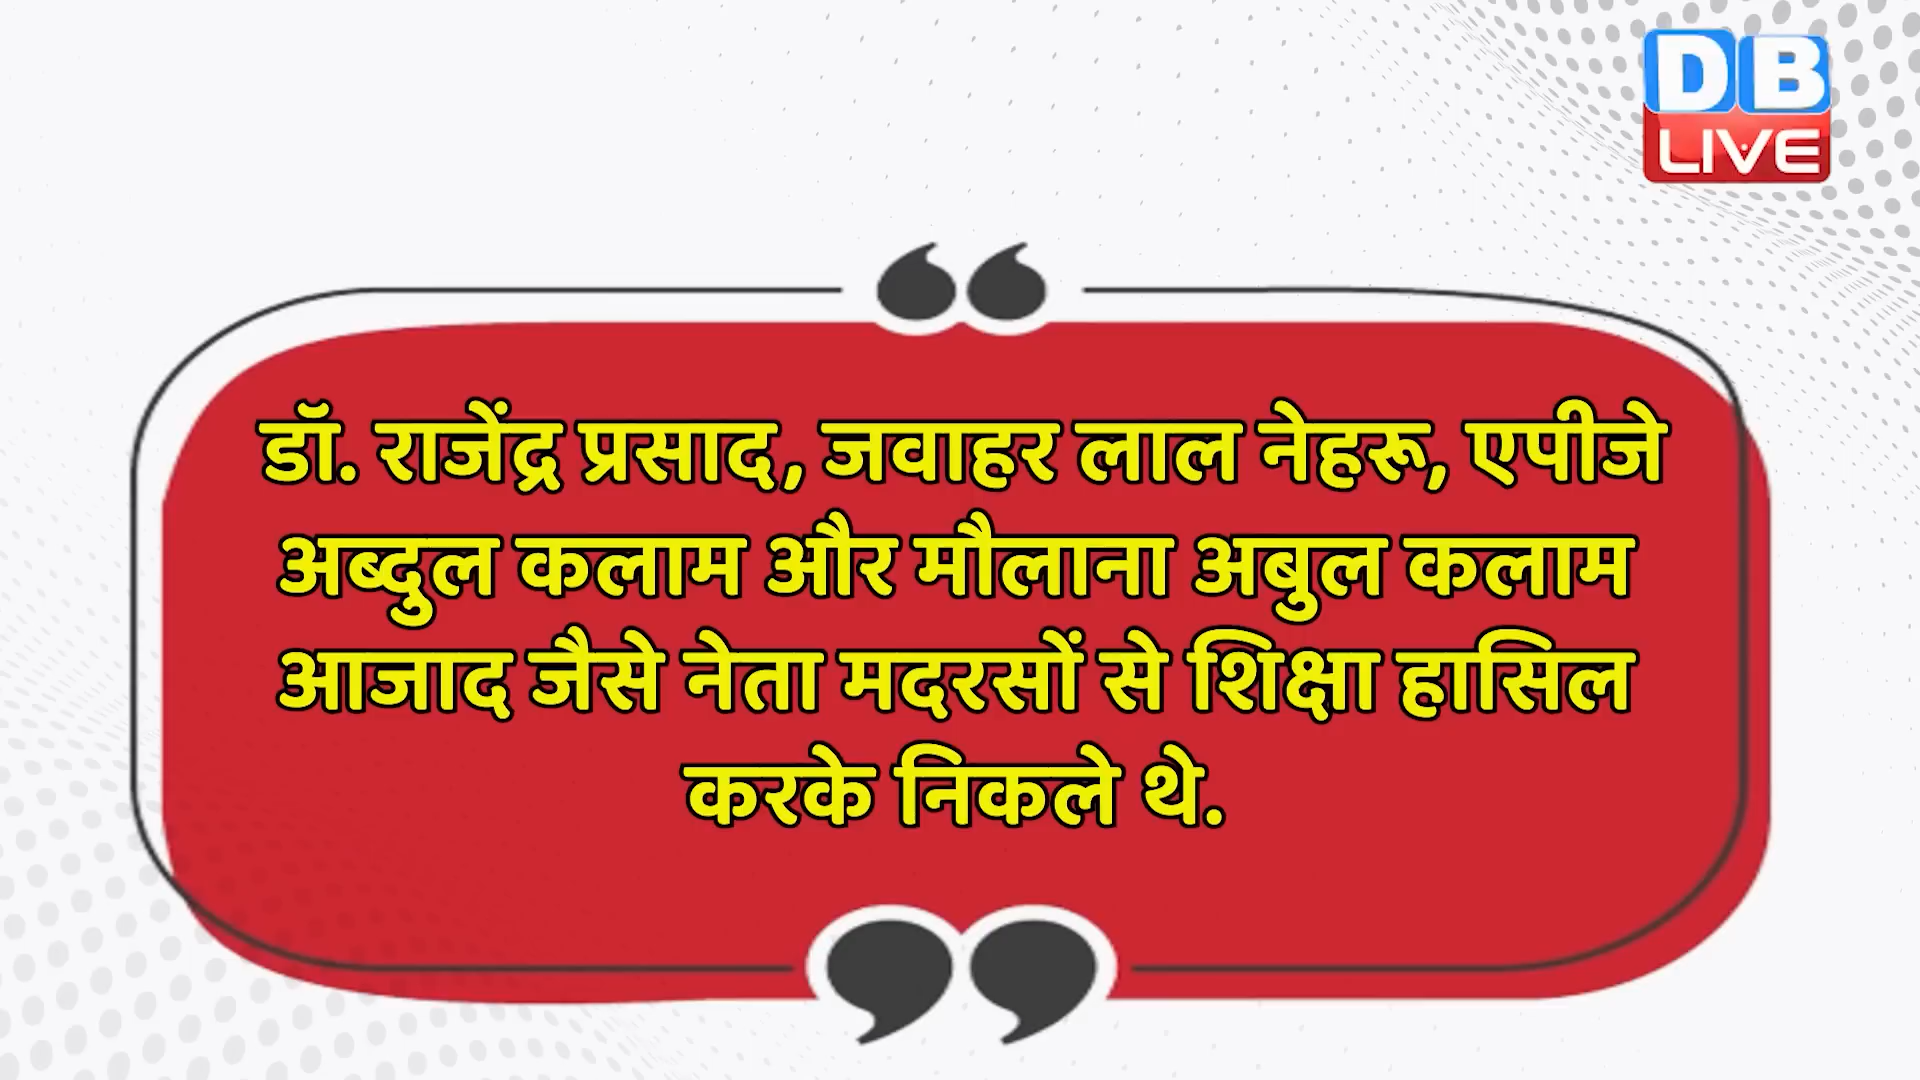 DB
LIVE
डॉ. राजेंद्र प्रसाद, जवाहर लाल नेहरू, एपीजे
अब्दुल कलाम और मौलाना अबुल कलाम
आजाद जैसे नेता मदरसों से शिक्षा हासिल
करके निकले थे.